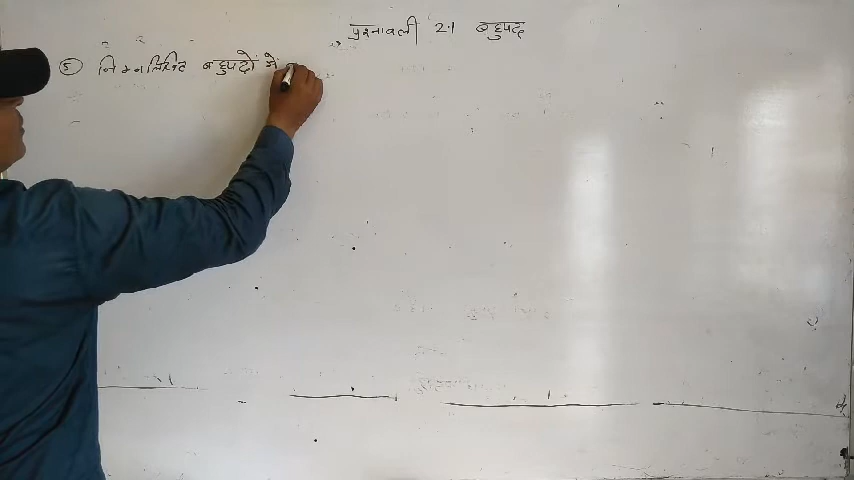 प्रश्नावली 2.1 बहुपद
⑤ निम्नलिखित बहुपदों में